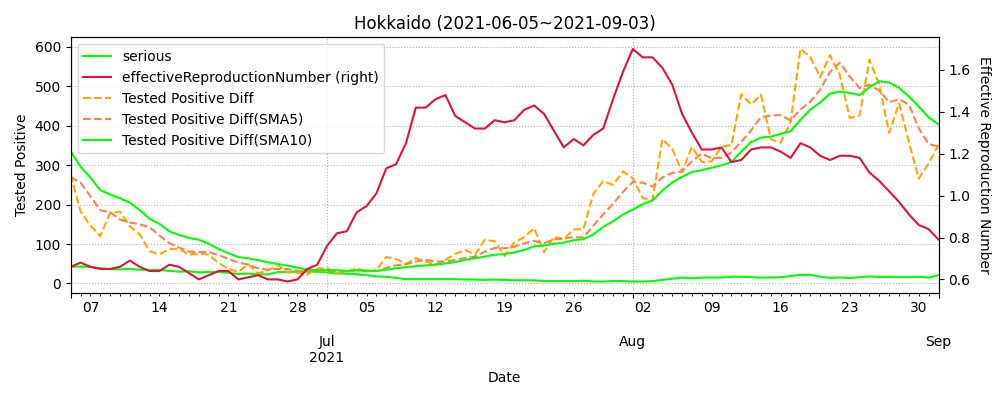 Hokkaido (2021-06-05~2021-09-03)
serious
effectiveReproductionNumber (right)
Tested Positive Diff
Tested Positive Diff(SMA5)
Tested Positive Diff(SMA10)
Tested Positive
600
500
400
300
200
100
0
Effective Reproduction Number
1.6
1.4
1.2
1.0
0.8
0.6
07 14 21 28 05 12 19 26 02 09 16 23 30
Jul Aug Sep
2021
Date